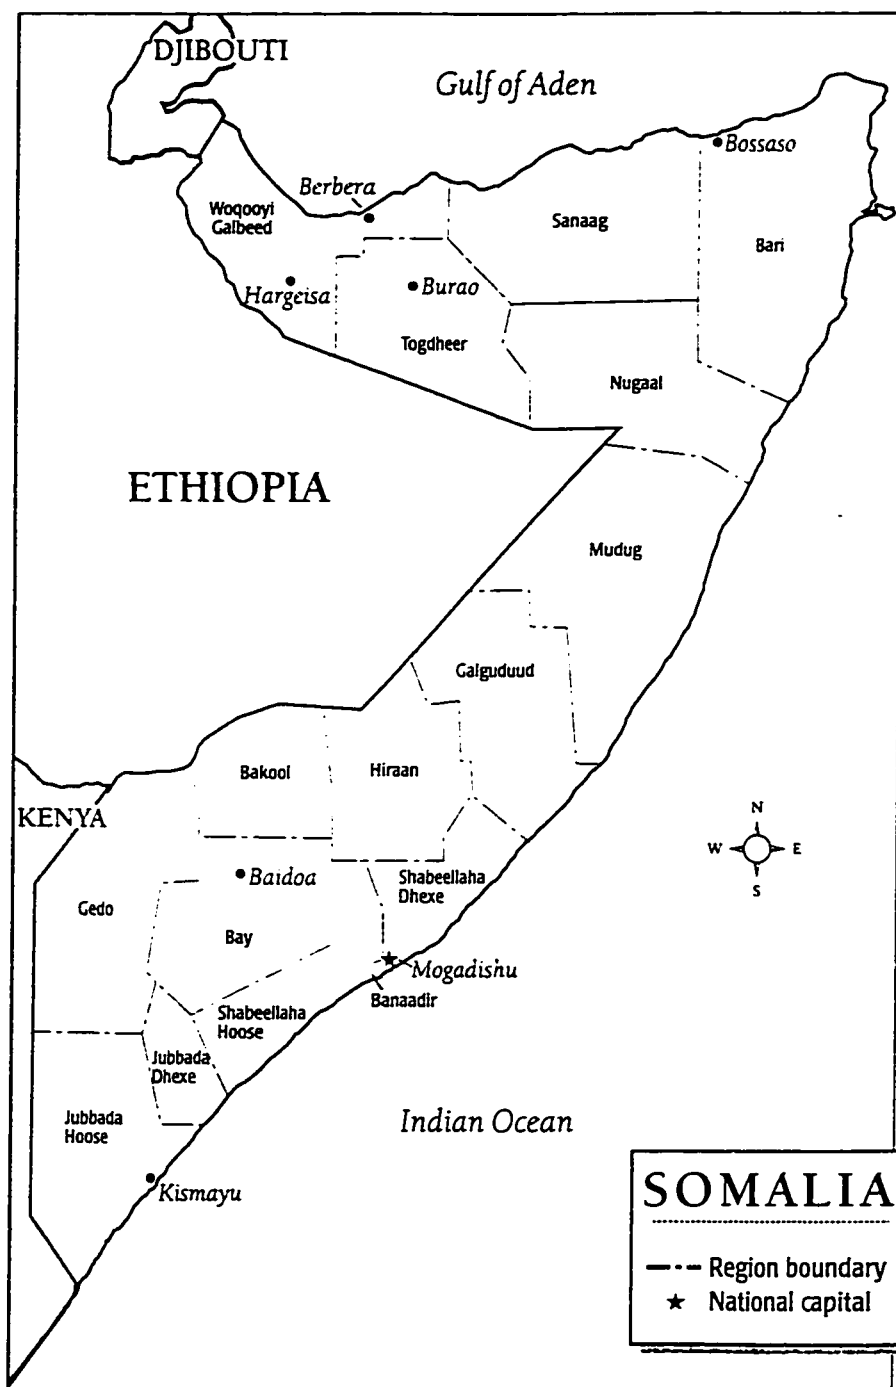 DJIBOUTI
Gulf of Aden
Bossaso
Berbera
Woqooyi
Galbeed
Sanaag
Bari
Hargeisa
Burao
Togdheer
Nugaal
ETHIOPIA
Mudug
Galguduud
Bakool
Hiraan
KENYA
N
W E
S
Baidoa
Shabeellaha
Dhexe
Gedo
Bay
Mogadishu
Banaadir
Shabeellaha
Hoose
Jubbada
Dhexe
Jubbada
Hoose
Indian Ocean
Kismayu
SOMALIA
Region boundary
National capital